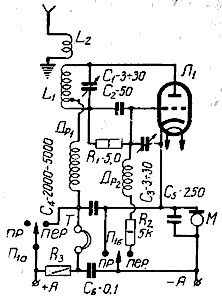 L₂
C₁-3÷30
Л₁
C₂-50
L₁
Др₁
R₁-5,0
Др₂
C₃-3÷30
C₄-2000-5000
C₅-250
T
П₁б
R₂
5К
M
ПР
ПЕР
П₁а
R₃
ПР
ПЕР
+А
C₆-0,1
-А